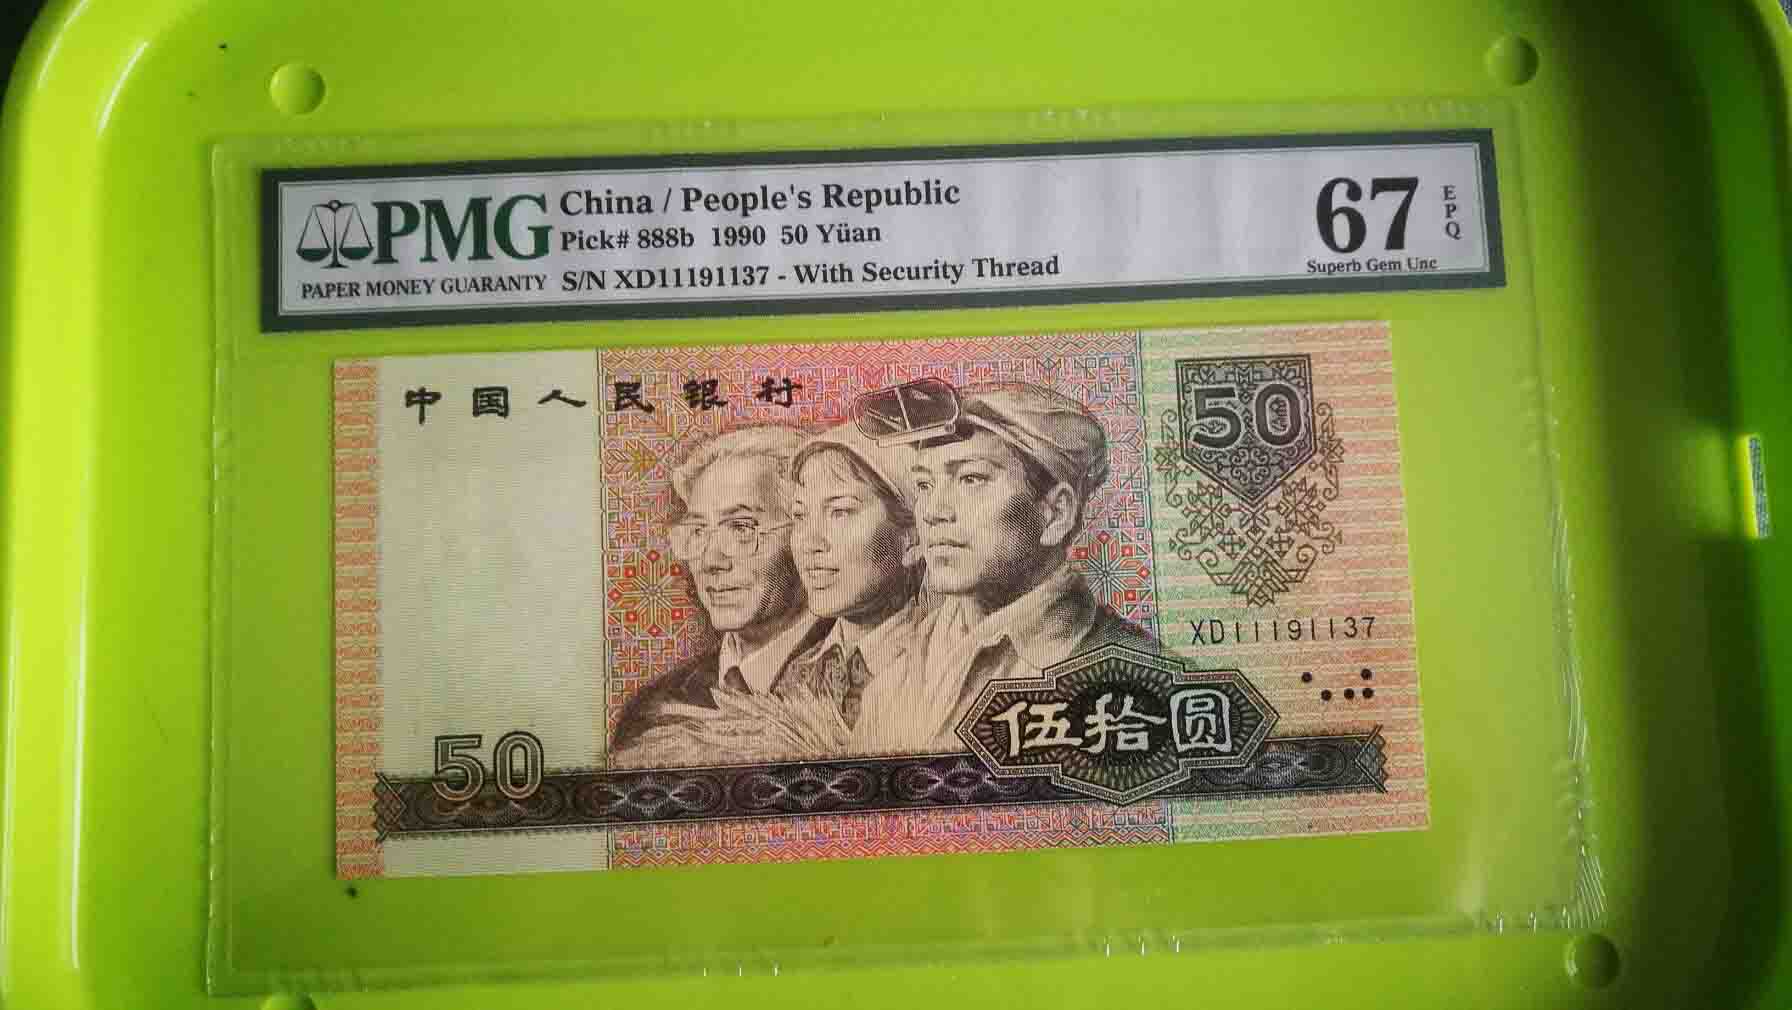 PMG
PAPER MONEY GUARANTY
China / People's Republic
Pick# 888b 1990 50 Yüan
S/N XD11191137 - With Security Thread
67
EPQ
Superb Gem Unc
中国人民银行
50
XD11191137
伍拾圆
50